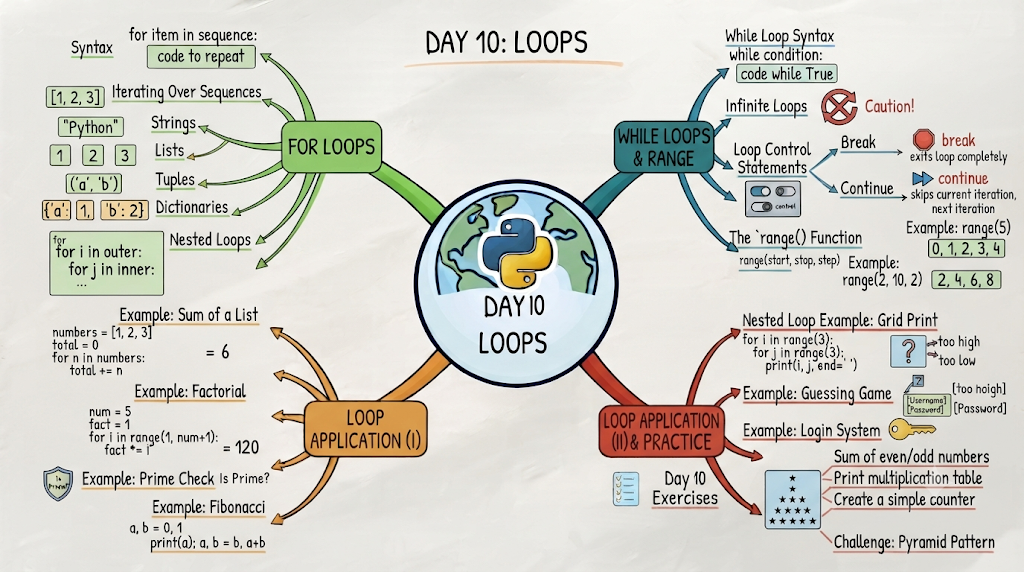 DAY 10: LOOPS
DAY 10
LOOPS
FOR LOOPS
Syntax
for item in sequence:
code to repeat
[1, 2, 3]
Iterating Over Sequences
"Python"
Strings
1 2 3
Lists
('a', 'b')
Tuples
{'a': 1, 'b': 2}
Dictionaries
Nested Loops
for
for i in outer:
for j in inner:
...
WHILE LOOPS
& RANGE
While Loop Syntax
while condition:
code while True
Infinite Loops
Caution!
Loop Control
Statements
control
Break
break
exits loop completely
Continue
continue
skips current iteration,
next iteration
The `range() Function
range(start, stop, step)
Example: range(5)
0, 1, 2, 3, 4
Example:
range(2, 10, 2)
2, 4, 6, 8
LOOP
APPLICATION (I)
Example: Sum of a List
numbers = [1, 2, 3]
total = 0
for n in numbers:
total += n
= 6
Example: Factorial
num = 5
fact = 1
for i in range(1, num+1):
fact *= i
= 120
Example: Prime Check
Is Prime?
Example: Fibonacci
a, b = 0, 1
print(a); a, b = b, a+b
LOOP APPLICATION
(II) & PRACTICE
Nested Loop Example: Grid Print
for i in range(3):
for j in range(3):
print(i, j, end=' ')
?
too high
too low
Example: Guessing Game
?
[Username]
[Paszverd]
[too hoigh]
[Password]
Example: Login System
Day 10
Exercises
Sum of even/odd numbers
Print multiplication table
Create a simple counter
Challenge: Pyramid Pattern